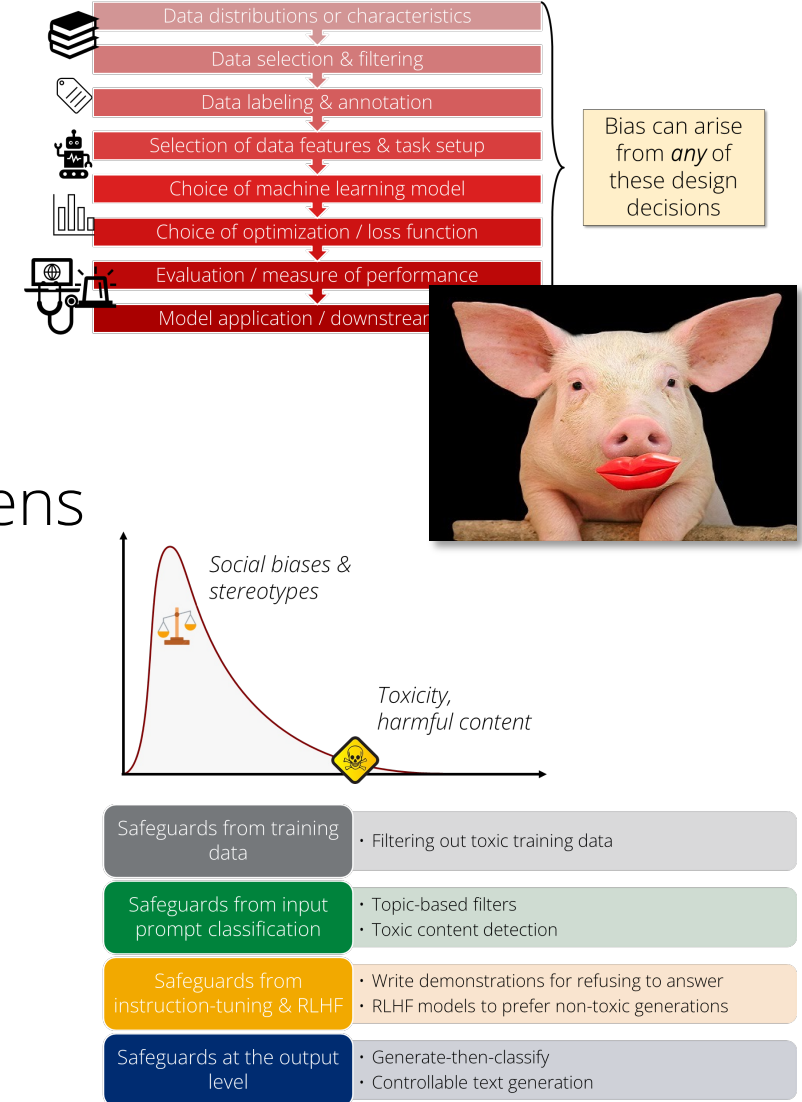 Data distributions or characteristics
Data selection & filtering
Data labeling & annotation
Selection of data features & task setup
Choice of machine learning model
Choice of optimization / loss function
Evaluation / measure of performance
Model application / downstrea
Bias can arise
from any of
these design
decisions
ens
Social biases &
stereotypes
Toxicity,
harmful content
Safeguards from training
data
• Filtering out toxic training data
Safeguards from input
prompt classification
• Topic-based filters
• Toxic content detection
Safeguards from
instruction-tuning & RLHF
• Write demonstrations for refusing to answer
• RLHF models to prefer non-toxic generations
Safeguards at the output
level
• Generate-then-classify
• Controllable text generation